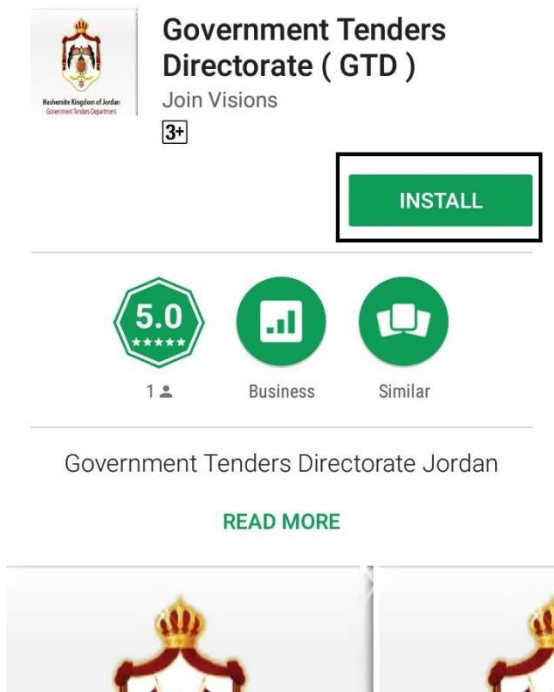 Government Tenders
Directorate ( GTD )
Hashemite Kingdom of Jordan
Government Tenders Department
Join Visions
3+
INSTALL
5.0
1
Business
Similar
Government Tenders Directorate Jordan
READ MORE